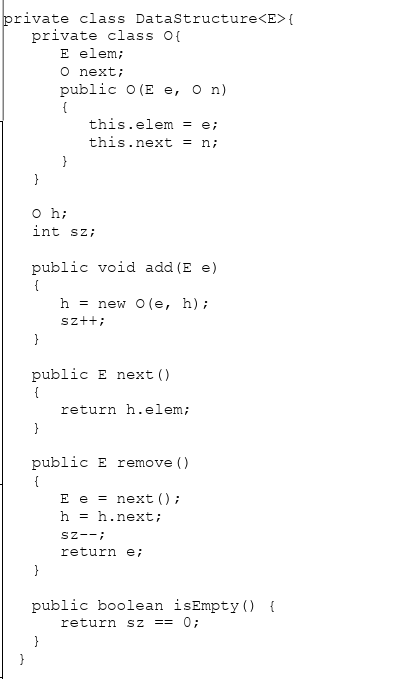 private class DataStructure<E>{
private class O{
E elem;
O next;
public O(E e, O n)
{
this.elem = e;
this.next = n;
}
}
O h;
int sz;
public void add(E e)
{
h = new O(e, h);
sz++;
}
public E next()
{
return h.elem;
}
public E remove()
{
E e = next();
h = h.next;
sz--;
return e;
}
public boolean isEmpty() {
return sz == 0;
}
}